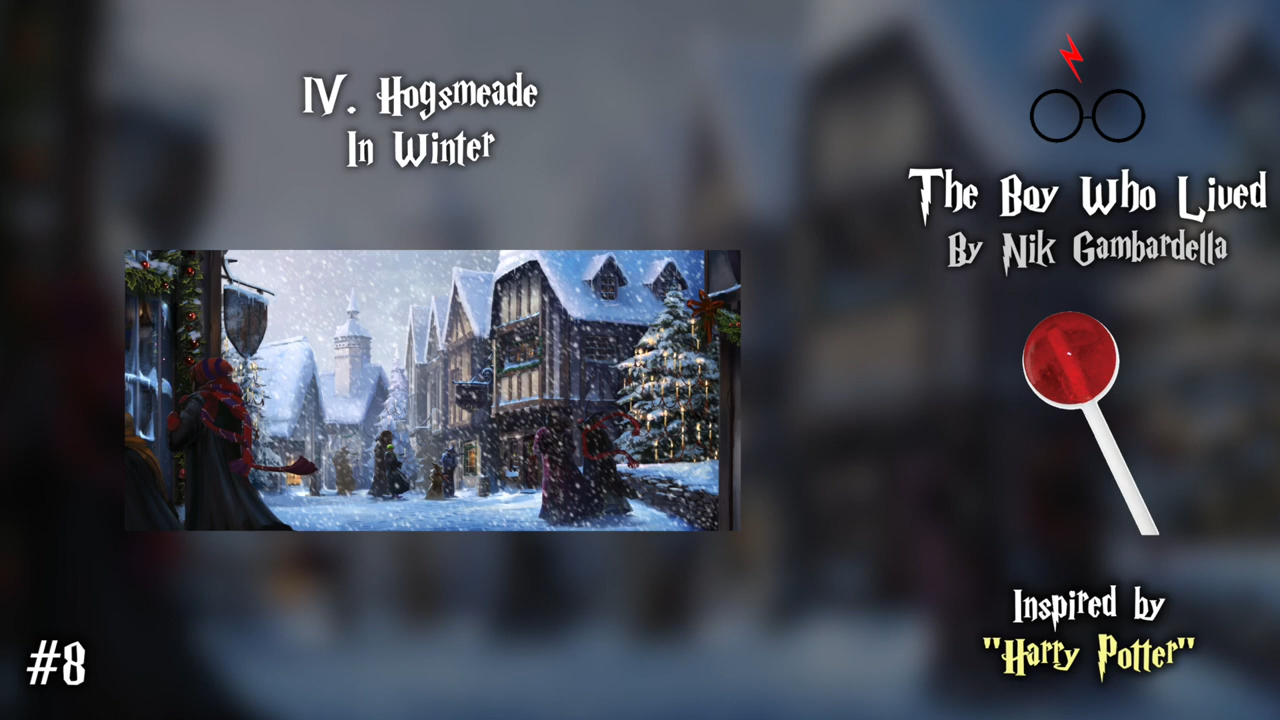 IV. Hogsmeade
In Winter
The Boy Who Lived
By Nik Gambardella
Inspired by
"Harry Potter"
#8